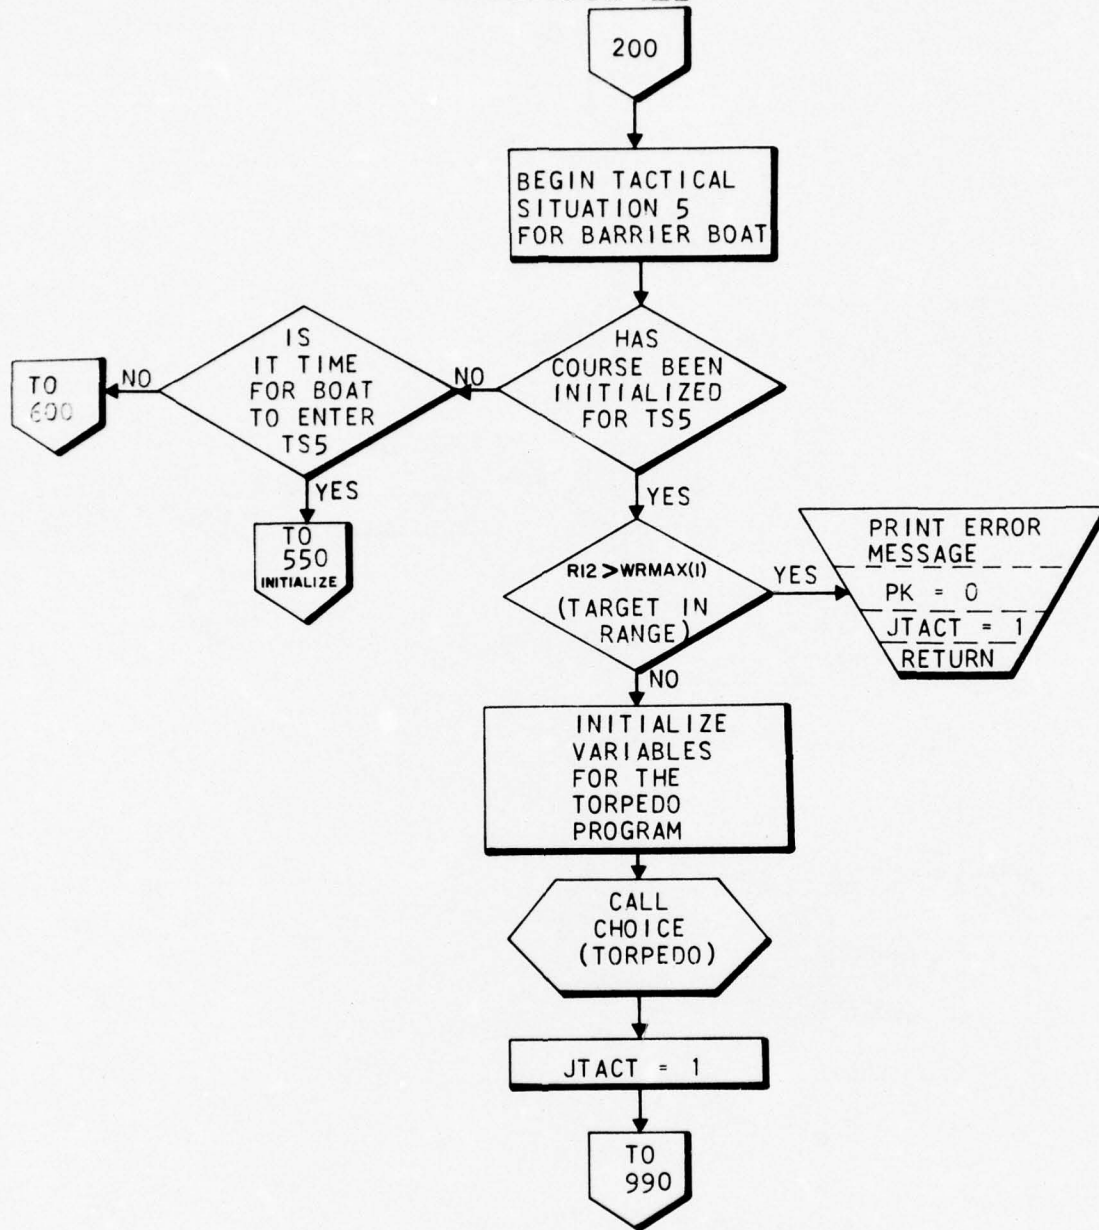 200
BEGIN TACTICAL
SITUATION 5
FOR BARRIER BOAT
HAS
COURSE BEEN
INITIALIZED
FOR TS5
NO
IS
IT TIME
FOR BOAT
TO ENTER
TS5
NO
TO
600
YES
TO
550
INITIALIZE
YES
R12 > WRMAX(1)
(TARGET IN
RANGE)
YES
PRINT ERROR
MESSAGE
PK = 0
JTACT = 1
RETURN
NO
INITIALIZE
VARIABLES
FOR THE
TORPEDO
PROGRAM
CALL
CHOICE
(TORPEDO)
JTACT = 1
TO
990